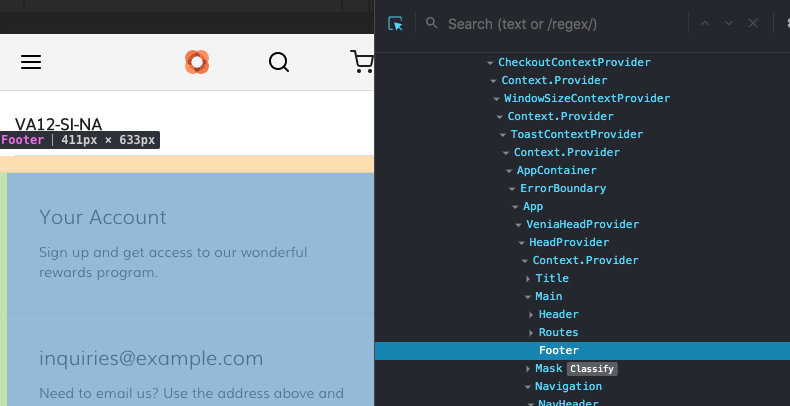 Search (text or /regex/)
VA12-SI-NA
Footer | 411px × 633px
Your Account
Sign up and get access to our wonderful
rewards program.
inquiries@example.com
Need to email us? Use the address above and
CheckoutContextProvider
Context.Provider
WindowSizeContextProvider
Context.Provider
ToastContextProvider
Context.Provider
AppContainer
ErrorBoundary
App
VeniaHeadProvider
HeadProvider
Context.Provider
Title
Main
Header
Routes
Footer
Mask Classify
Navigation
NavHeader